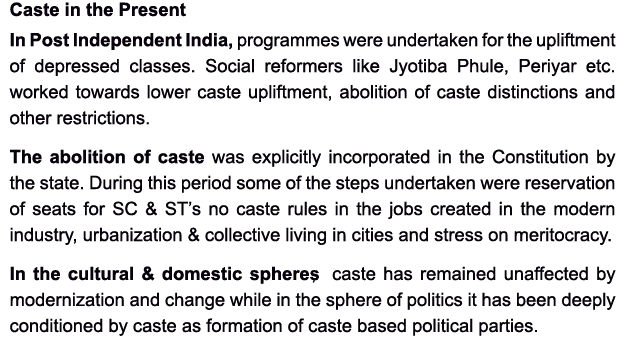 Caste in the Present
In Post Independent India, programmes were undertaken for the upliftment
of depressed classes. Social reformers like Jyotiba Phule, Periyar etc.
worked towards lower caste upliftment, abolition of caste distinctions and
other restrictions.
The abolition of caste was explicitly incorporated in the Constitution by
the state. During this period some of the steps undertaken were reservation
of seats for SC & ST's no caste rules in the jobs created in the modern
industry, urbanization & collective living in cities and stress on meritocracy.
In the cultural & domestic spheres, caste has remained unaffected by
modernization and change while in the sphere of politics it has been deeply
conditioned by caste as formation of caste based political parties.